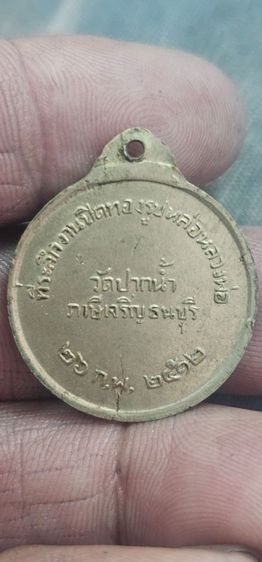 ที่ระลึกงานปิดทองรูปหล่อหลวงพ่อ
วัดปากน้ำ
ภาษีเจริญธนบุรี
๒๖ ก.พ. ๒๕๑๒